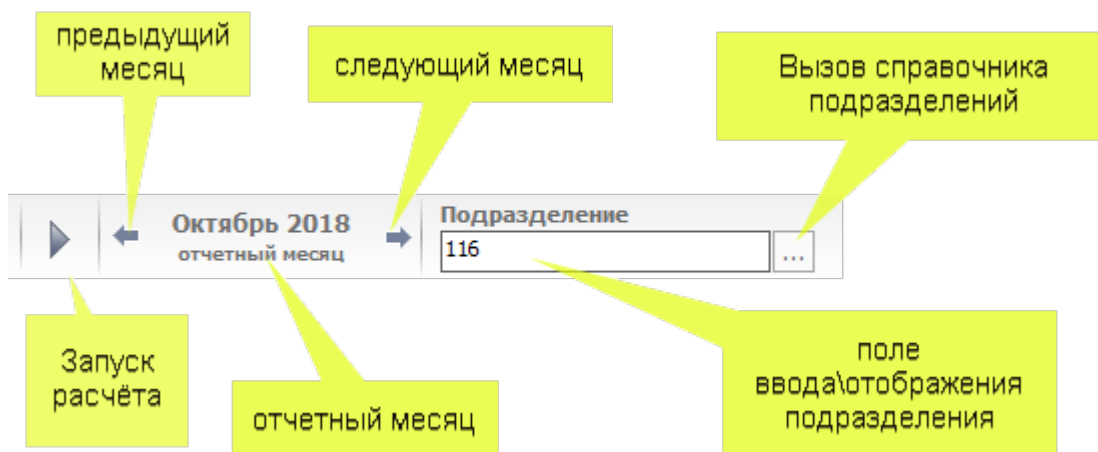 предыдущий
месяц
следующий месяц
Вызов справочника
подразделений
Октябрь 2018
отчетный месяц
Подразделение
116
...
Запуск
расчёта
отчетный месяц
поле
ввода\отображения
подразделения